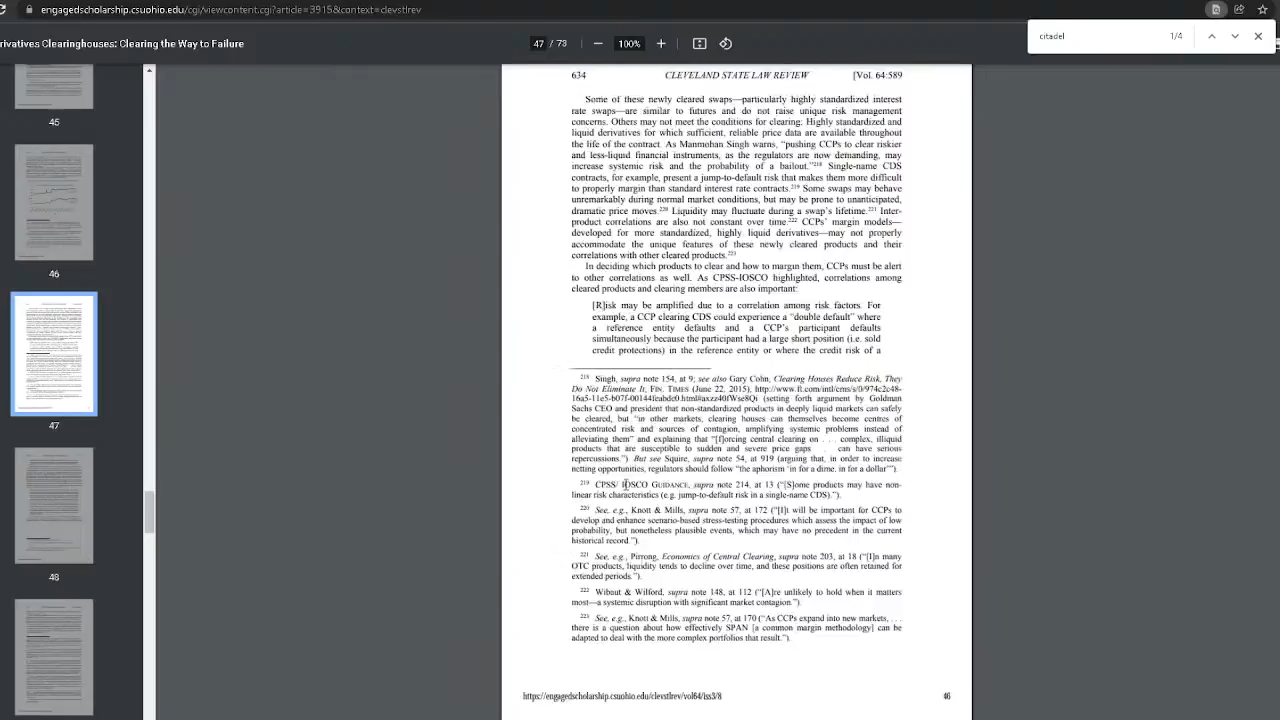 engagedscholarship.csuohio.edu/cgi/viewcontent.cgi?article=3915&context=clevstlrev
citadel 1/4
rivatives Clearinghouses: Clearing the Way to Failure 47 / 73 100%
634 CLEVELAND STATE LAW REVIEW [Vol. 64:589
Some of these newly cleared swaps—particularly highly standardized interest
rate swaps—are similar to futures and do not raise unique risk management
concerns. Others may not meet the conditions for clearing: Highly standardized and
liquid derivatives for which sufficient, reliable price data are available throughout
the life of the contract. As Manmohan Singh warns, “pushing CCPs to clear riskier
and less-liquid financial instruments, as the regulators are now demanding, may
increase systemic risk and the probability of a bailout.”218 Single-name CDS
contracts, for example, present a jump-to-default risk that makes them more difficult
to properly margin than standard interest rate contracts.219 Some swaps may behave
unremarkably during normal market conditions, but may be prone to unanticipated,
dramatic price moves.220 Liquidity may fluctuate during a swap’s lifetime.221 Inter-
product correlations are also not constant over time.222 CCPs’ margin models—
developed for more standardized, highly liquid derivatives—may not properly
accommodate the unique features of these newly cleared products and their
correlations with other cleared products.223
In deciding which products to clear and how to margin them, CCPs must be alert
to other correlations as well. As CPSS-IOSCO highlighted, correlations among
cleared products and clearing members are also important:
[R]isk may be amplified due to a correlation among risk factors. For
example, a CCP clearing CDS could experience a “double default” where
a reference entity defaults and a CCP’s participant defaults
simultaneously because the participant had a large short position (i.e. sold
credit protections) in the reference entity or where the credit risk of a
218 Singh, supra note 154, at 9; see also Gary Cohn, Clearing Houses Reduce Risk, They
Do Not Eliminate It, FIN. TIMES (June 22, 2015), http://www.ft.com/intl/cms/s/0/974c2c48-
16a5-11e5-b07f-00144feabdc0.html#axzz40fWse8Qi (setting forth argument by Goldman
Sachs CEO and president that non-standardized products in deeply liquid markets can safely
be cleared, but “in other markets, clearing houses can themselves become centres of
concentrated risk and sources of contagion, amplifying systemic problems instead of
alleviating them” and explaining that “[f]orcing central clearing on . . . complex, illiquid
products that are susceptible to sudden and severe price gaps . can have serious
repercussions.”) But see Squire, supra note 54, at 919 (arguing that, in order to increase
netting opportunities, regulators should follow “the aphorism ‘in for a dime, in for a dollar’”).
219 CPSS/ IOSCO GUIDANCE, supra note 214, at 13 (“[S]ome products may have non-
linear risk characteristics (e.g. jump-to-default risk in a single-name CDS).”).
220 See, e.g., Knott & Mills, supra note 57, at 172 (“[I]t will be important for CCPs to
develop and enhance scenario-based stress-testing procedures which assess the impact of low
probability, but nonetheless plausible events, which may have no precedent in the current
historical record.”).
221 See, e.g., Pirrong, Economics of Central Clearing, supra note 203, at 18 (“[I]n many
OTC products, liquidity tends to decline over time, and these positions are often retained for
extended periods.”).
222 Wibaut & Wilford, supra note 148, at 112 (“[A]re unlikely to hold when it matters
most—a systemic disruption with significant market contagion.”).
223 See, e.g., Knott & Mills, supra note 57, at 170 (“As CCPs expand into new markets, . . .
there is a question about how effectively SPAN [a common margin methodology] can be
adapted to deal with the more complex portfolios that result.”).
https://engagedscholarship.csuohio.edu/clevstlrev/vol64/iss3/8 46
45
46
47
48